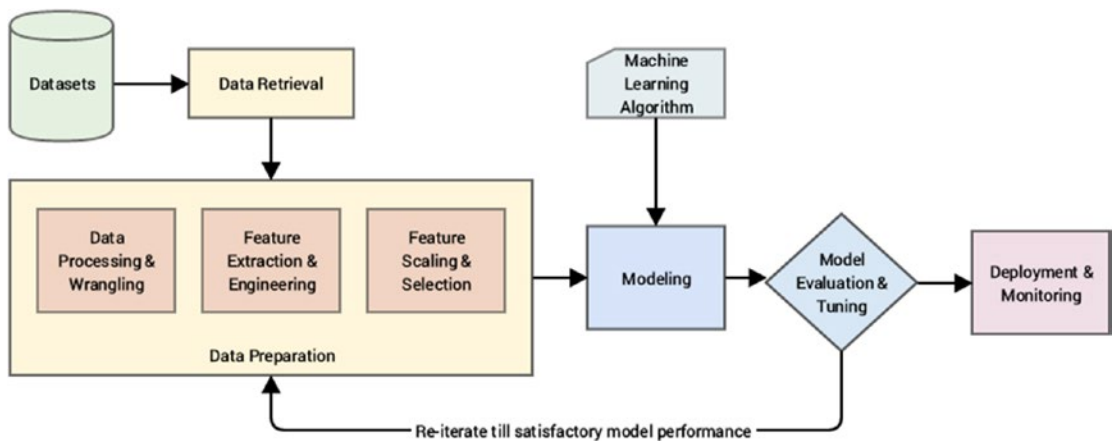 Datasets
Data Retrieval
Machine
Learning
Algorithm
Data
Processing &
Wrangling
Feature
Extraction &
Engineering
Feature
Scaling &
Selection
Data Preparation
Modeling
Model
Evaluation &
Tuning
Deployment &
Monitoring
Re-iterate till satisfactory model performance